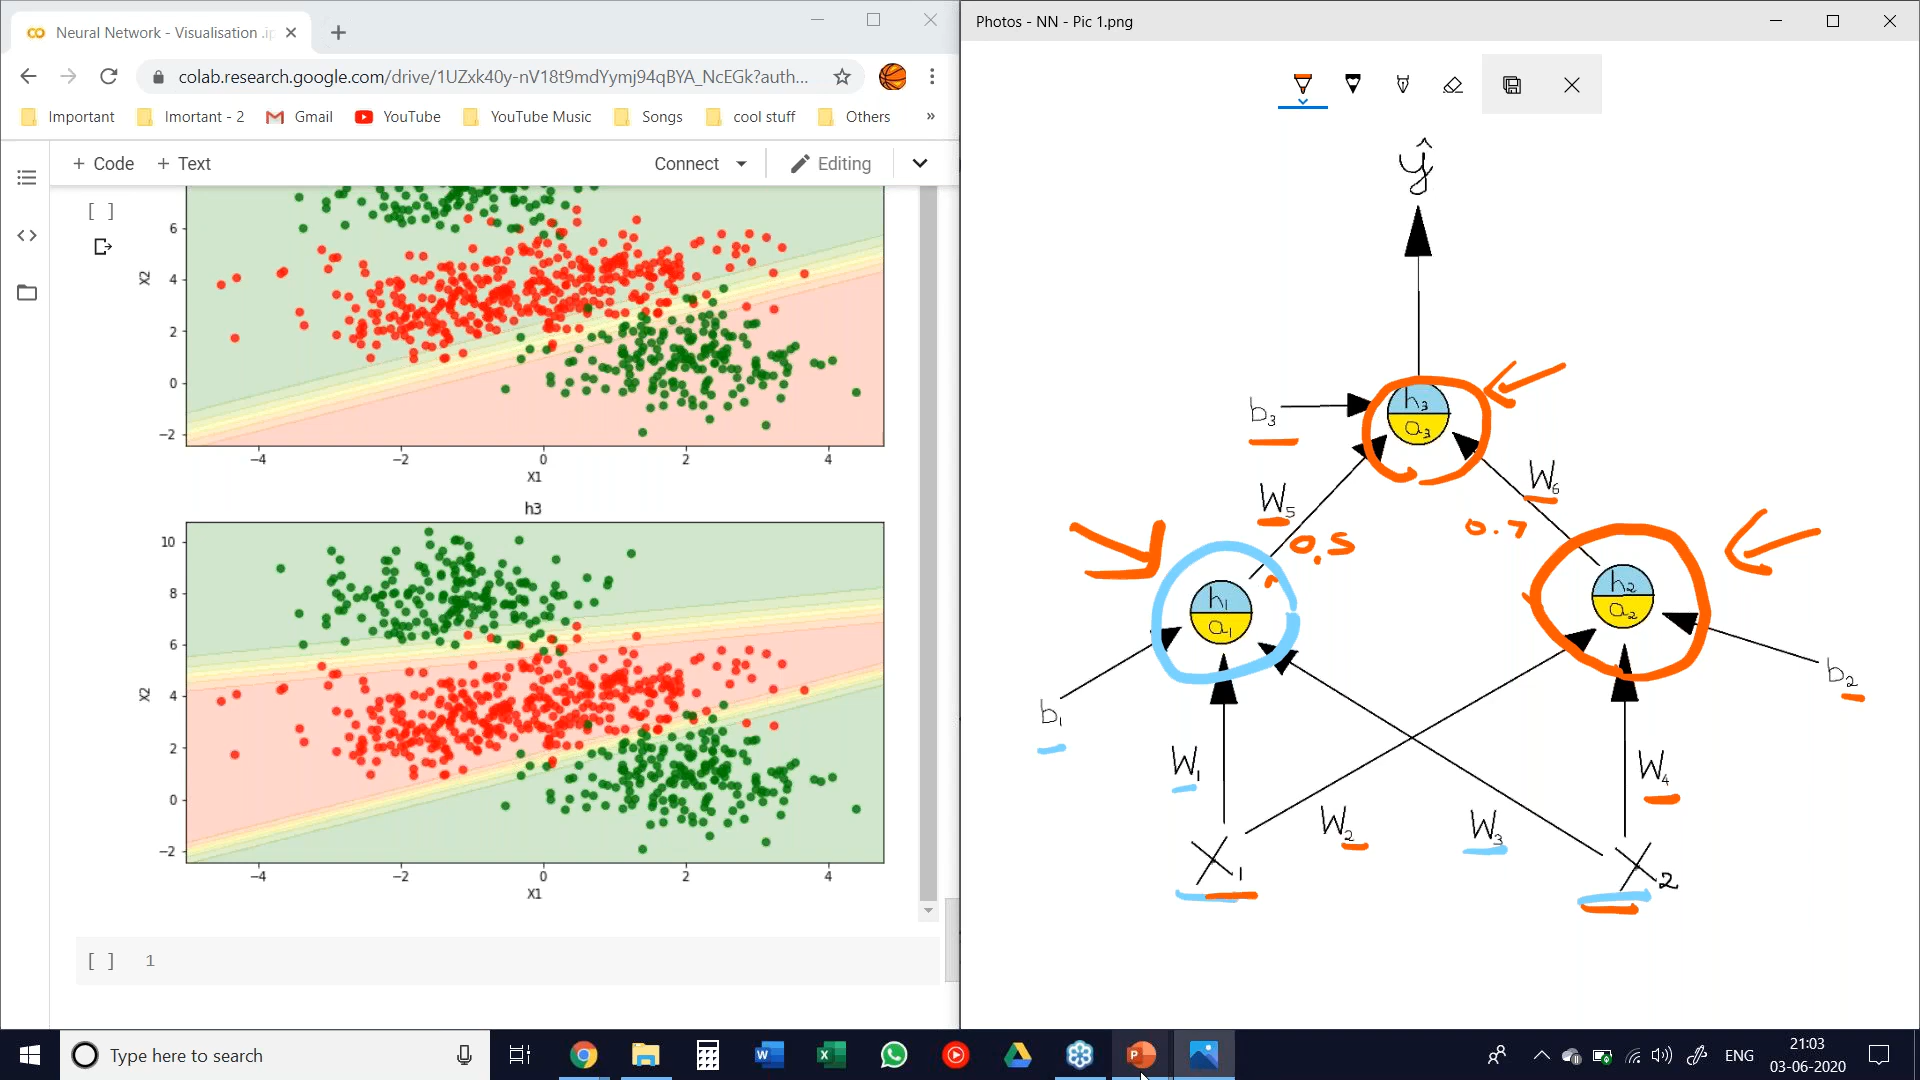 Neural Network - Visualisation .ip
colab.research.google.com/drive/1UZxk40y-nV18t9mdYymj94qBYA_NcEGk?auth...
Important Imortant - 2 Gmail YouTube YouTube Music Songs cool stuff Others »
+ Code + Text Connect Editing
[ ]
6
4
2
0
−2
X2
−4 −2 0 2 4
X1
h3
10
8
6
4
2
0
−2
X2
−4 −2 0 2 4
X1
[ ] 1
Photos - NN - Pic 1.png
ŷ
h3
a3
b3
W5
W6
0.5
0.7
h1
a1
h2
a2
b1
b2
W1
W4
W2
W3
X1
X2
Type here to search
ENG
21:03
03-06-2020